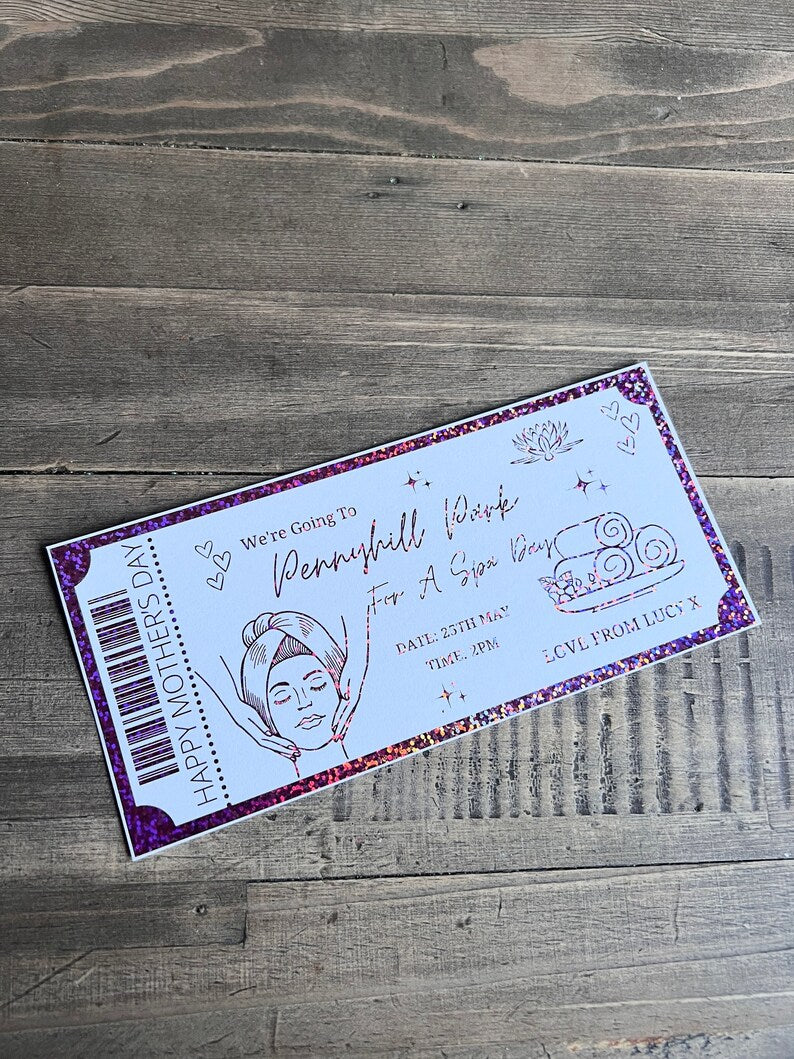 HAPPY MOTHER'S DAY
We're Going To
Pennyhill Park
For A Spa Day
DATE: 25TH MAY
TIME: 2PM
LOVE FROM LUCY X